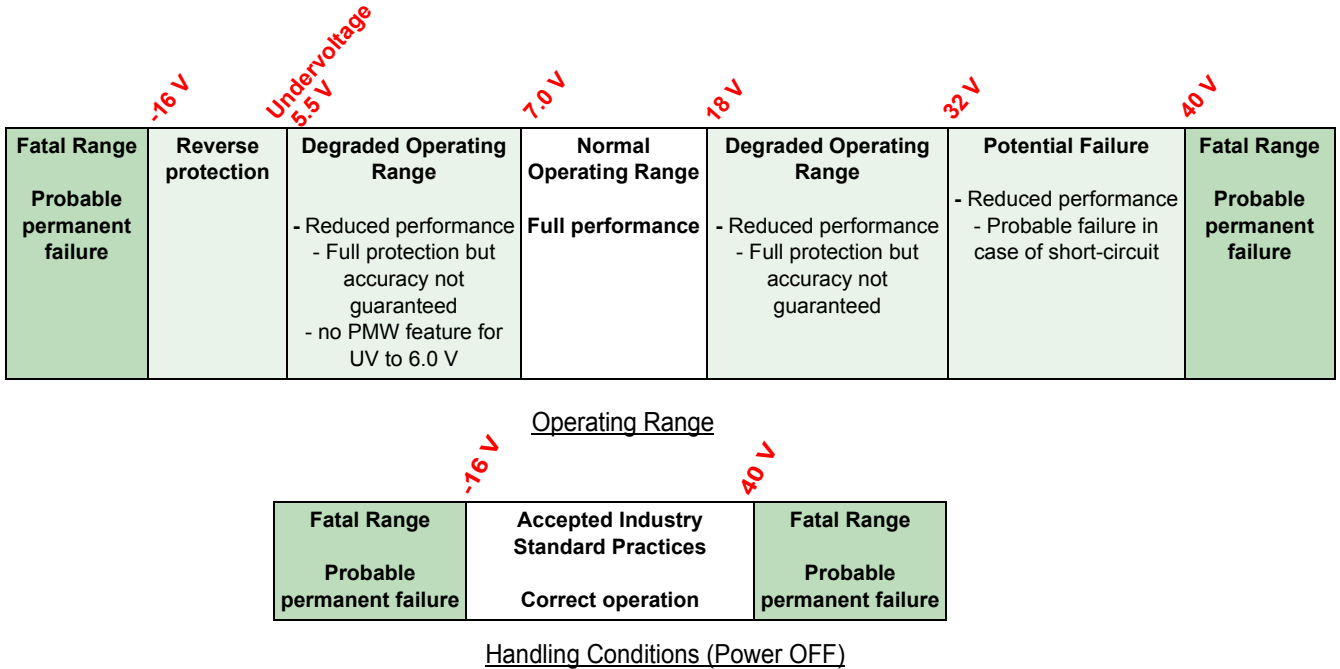 -16 V
Undervoltage
5.5 V
7.0 V
18 V
32 V
40 V
Fatal Range
Probable
permanent
failure
Reverse
protection
Degraded Operating
Range
- Reduced performance
- Full protection but
accuracy not
guaranteed
- no PMW feature for
UV to 6.0 V
Normal
Operating Range
Full performance
Degraded Operating
Range
- Reduced performance
- Full protection but
accuracy not
guaranteed
Potential Failure
- Reduced performance
- Probable failure in
case of short-circuit
Fatal Range
Probable
permanent
failure
Operating Range
-16 V
40 V
Fatal Range
Probable
permanent failure
Accepted Industry
Standard Practices
Correct operation
Fatal Range
Probable
permanent failure
Handling Conditions (Power OFF)